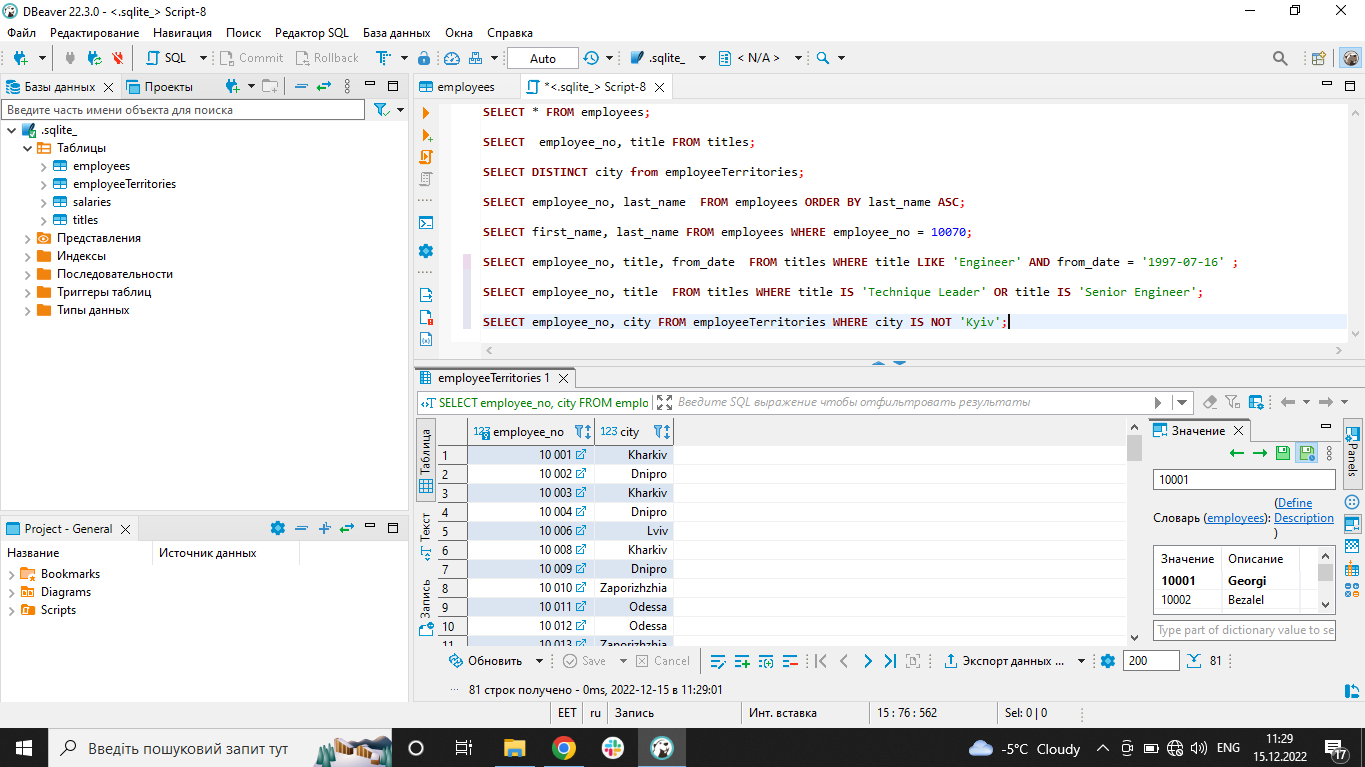 DBeaver 22.3.0 - <.sqlite_> Script-8
Файл Редактирование Навигация Поиск Редактор SQL База данных Окна Справка
SQL Commit Rollback Auto .sqlite_ < N/A >
Базы данных Проекты
Введите часть имени объекта для поиска
.sqlite_
Таблицы
employees
employeeTerritories
salaries
titles
Представления
Индексы
Последовательности
Триггеры таблиц
Типы данных
employees *<.sqlite_> Script-8
SELECT * FROM employees;
SELECT  employee_no, title FROM titles;
SELECT DISTINCT city from employeeTerritories;
SELECT employee_no, last_name  FROM employees ORDER BY last_name ASC;
SELECT first_name, last_name FROM employees WHERE employee_no = 10070;
SELECT employee_no, title, from_date  FROM titles WHERE title LIKE 'Engineer' AND from_date = '1997-07-16' ;
SELECT employee_no, title  FROM titles WHERE title IS 'Technique Leader' OR title IS 'Senior Engineer';
SELECT employee_no, city FROM employeeTerritories WHERE city IS NOT 'Kyiv';
Project - General
Название Источник данных
Bookmarks
Diagrams
Scripts
employeeTerritories 1
SELECT employee_no, city FROM emplo Введите SQL выражение чтобы отфильтровать результаты
Таблица
Текст
Запись
123 employee_no 123 city
1 10 001 Kharkiv
2 10 002 Dnipro
3 10 003 Kharkiv
4 10 004 Dnipro
5 10 006 Lviv
6 10 008 Kharkiv
7 10 009 Dnipro
8 10 010 Zaporizhzhia
9 10 011 Odessa
10 10 012 Odessa
11 10 013 Zaporizhzhia
Значение
Panels
10001
Словарь (employees): (Define
Description
)
Значение Описание
10001 Georgi
10002 Bezalel
Type part of dictionary value to se
Обновить Save Cancel Экспорт данных ... 200 81
81 строк получено - 0ms, 2022-12-15 в 11:29:01
EET ru Запись Инт. вставка 15 : 76 : 562 Sel: 0 | 0
Введіть пошуковий запит тут
-5°C Cloudy ENG 11:29
15.12.2022
17